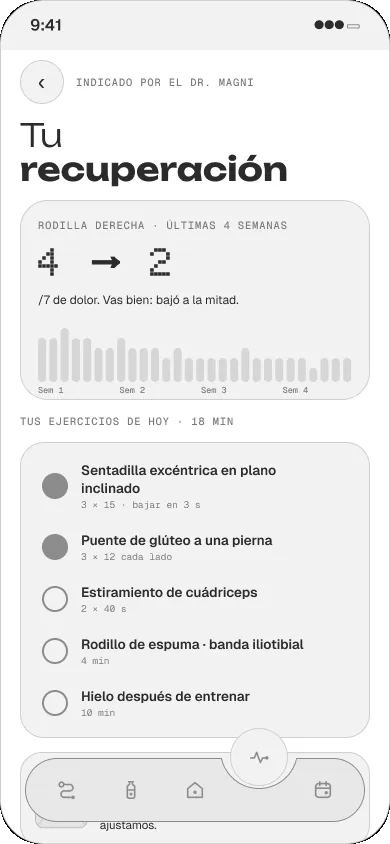 9:41
INDICADO POR EL DR. MAGNI
Tu
recuperación
RODILLA DERECHA · ÚLTIMAS 4 SEMANAS
4 → 2
/7 de dolor. Vas bien: bajó a la mitad.
Sem 1 Sem 2 Sem 3 Sem 4
TUS EJERCICIOS DE HOY · 18 MIN
Sentadilla excéntrica en plano
inclinado
3 × 15 · bajar en 3 s
Puente de glúteo a una pierna
3 × 12 cada lado
Estiramiento de cuádriceps
2 × 40 s
Rodillo de espuma · banda iliotibial
4 min
Hielo después de entrenar
10 min
ajustamos.